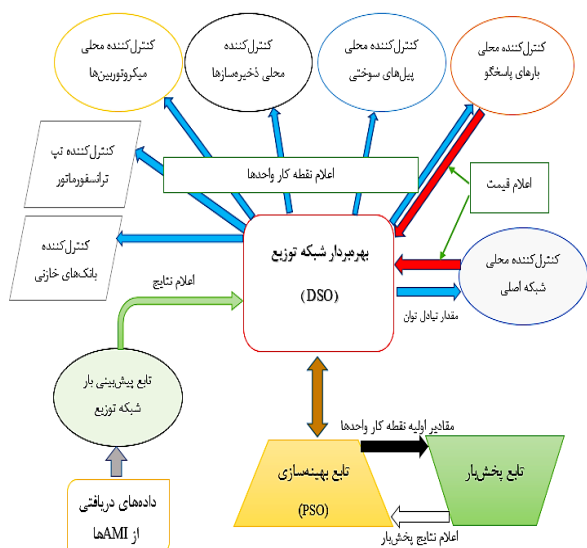 کنترل‌کننده محلی
بارهای پاسخگو
کنترل‌کننده محلی
پیل‌های سوختی
کنترل‌کننده
محلی ذخیره‌سازها
کنترل‌کننده محلی
میکروتوربین‌ها
کنترل‌کننده تپ
ترانسفورماتور
اعلام نقطه کار واحدها
اعلام قیمت
کنترل‌کننده
بانک‌های خازنی
بهره‌بردار شبکه توزیع
(DSO)
کنترل‌کننده محلی
شبکه اصلی
اعلام نتایج
مقدار تبادل توان
تابع پیش‌بینی بار
شبکه توزیع
مقادیر اولیه نقطه کار واحدها
تابع بهینه‌سازی
(PSO)
تابع پخش‌بار
داده‌های دریافتی
از AMIها
اعلام نتایج پخش‌بار